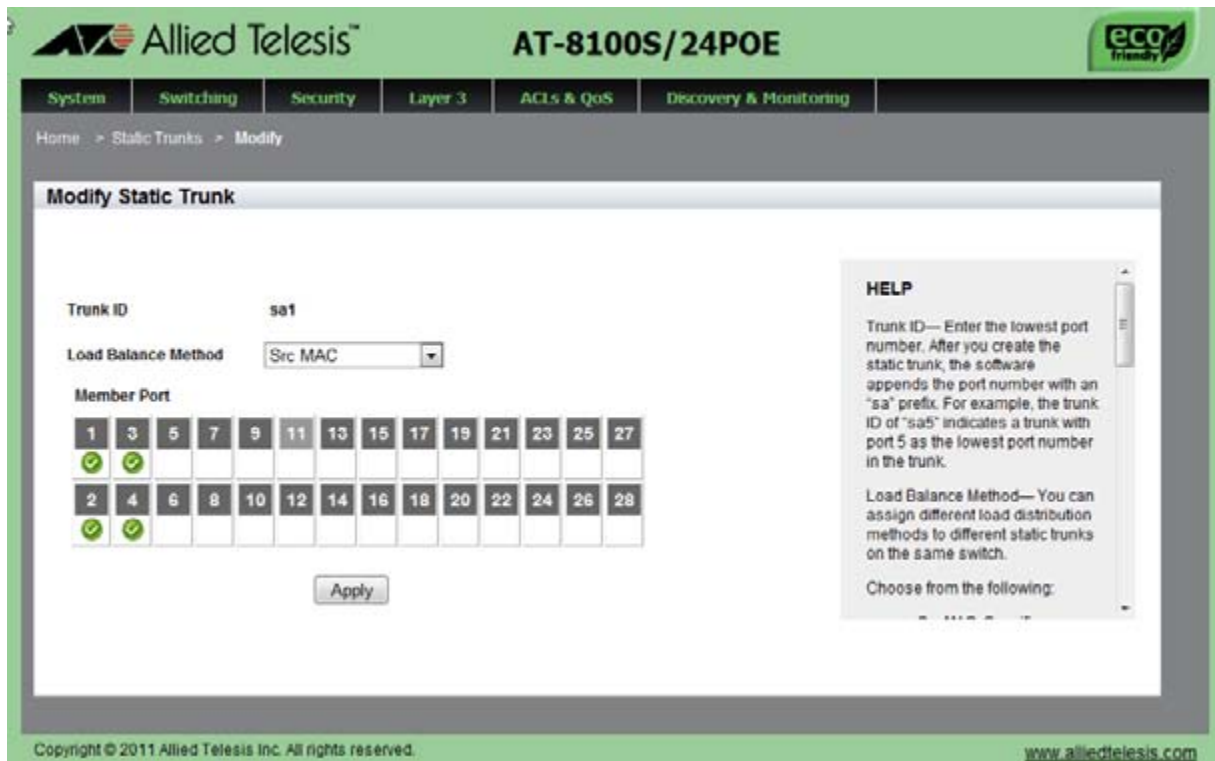 Allied Telesis™
AT-8100S/24POE
eco
friendly
System Switching Security Layer 3 ACLs & QoS Discovery & Monitoring
Home > Static Trunks > Modify
Modify Static Trunk
Trunk ID sa1
Load Balance Method Src MAC
Member Port
1 3 5 7 9 11 13 15 17 19 21 23 25 27
2 4 6 8 10 12 14 16 18 20 22 24 26 28
Apply
HELP
Trunk ID— Enter the lowest port
number. After you create the
static trunk, the software
appends the port number with an
"sa" prefix. For example, the trunk
ID of "sa5" indicates a trunk with
port 5 as the lowest port number
in the trunk.
Load Balance Method— You can
assign different load distribution
methods to different static trunks
on the same switch.
Choose from the following:
Copyright © 2011 Allied Telesis Inc. All rights reserved.
www.alliedtelesis.com